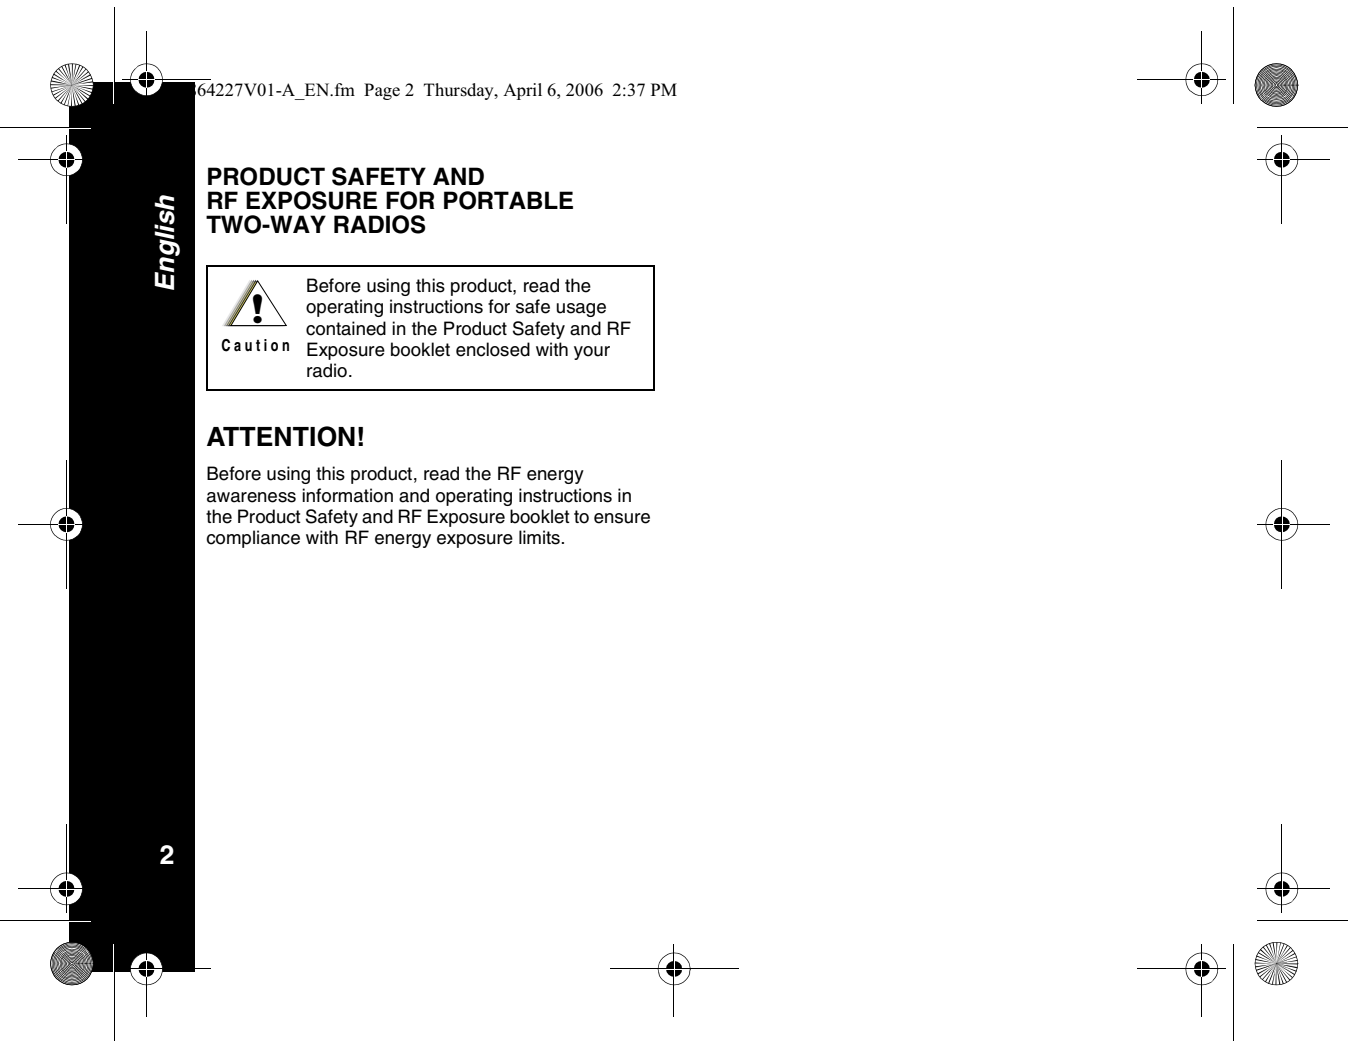 64227V01-A_EN.fm Page 2 Thursday, April 6, 2006 2:37 PM
English
PRODUCT SAFETY AND
RF EXPOSURE FOR PORTABLE
TWO-WAY RADIOS
Caution
Before using this product, read the
operating instructions for safe usage
contained in the Product Safety and RF
Exposure booklet enclosed with your
radio.
ATTENTION!
Before using this product, read the RF energy
awareness information and operating instructions in
the Product Safety and RF Exposure booklet to ensure
compliance with RF energy exposure limits.
2